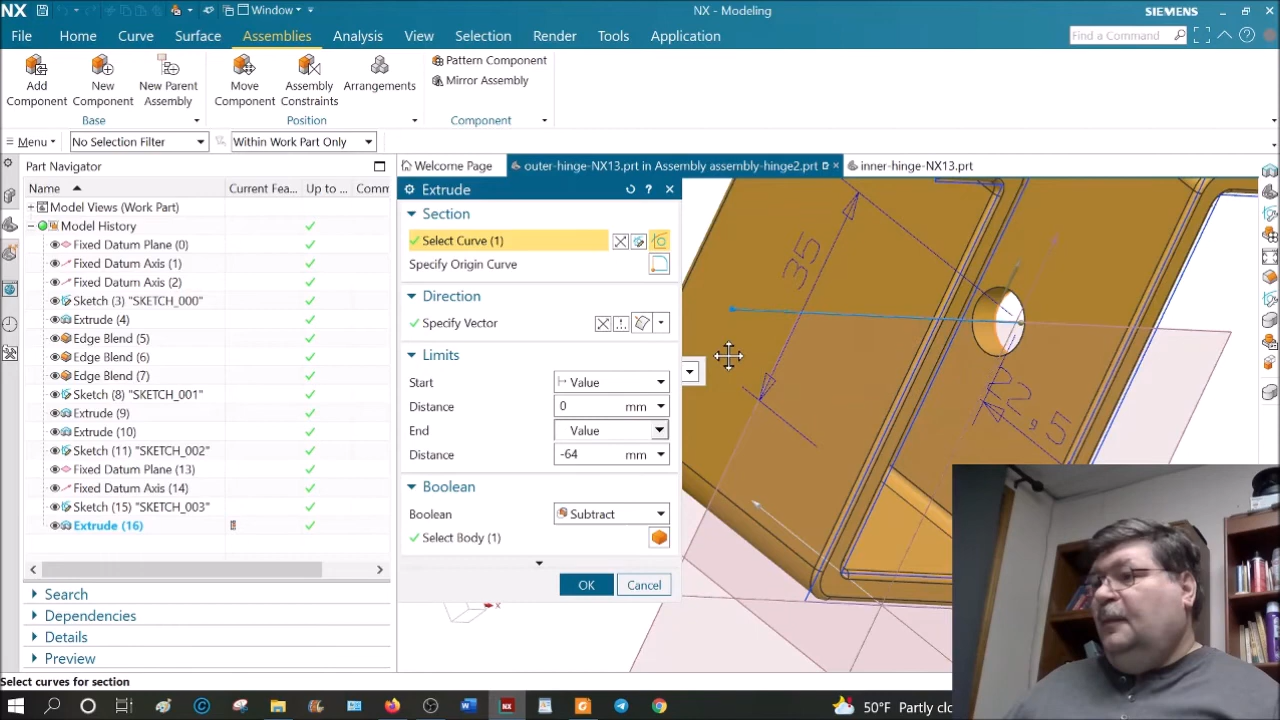 NX
Window
NX - Modeling
SIEMENS
File
Home
Curve
Surface
Assemblies
Analysis
View
Selection
Render
Tools
Application
Find a Command
Add
Component
New
Component
New Parent
Assembly
Move
Component
Assembly
Constraints
Arrangements
Pattern Component
Mirror Assembly
Base
Position
Component
Menu
No Selection Filter
Within Work Part Only
Part Navigator
Welcome Page
outer-hinge-NX13.prt in Assembly assembly-hinge2.prt
inner-hinge-NX13.prt
Name
Current Fea...
Up to ...
Comm
Model Views (Work Part)
Model History
Fixed Datum Plane (0)
Fixed Datum Axis (1)
Fixed Datum Axis (2)
Sketch (3) "SKETCH_000"
Extrude (4)
Edge Blend (5)
Edge Blend (6)
Edge Blend (7)
Sketch (8) "SKETCH_001"
Extrude (9)
Extrude (10)
Sketch (11) "SKETCH_002"
Fixed Datum Plane (13)
Fixed Datum Axis (14)
Sketch (15) "SKETCH_003"
Extrude (16)
Search
Dependencies
Details
Preview
Extrude
Section
Select Curve (1)
Specify Origin Curve
Direction
Specify Vector
Limits
Start
Value
Distance
0
mm
End
Value
Distance
-64
mm
Boolean
Boolean
Subtract
Select Body (1)
OK
Cancel
35
22,5
X
Select curves for section
50°F Partly clo